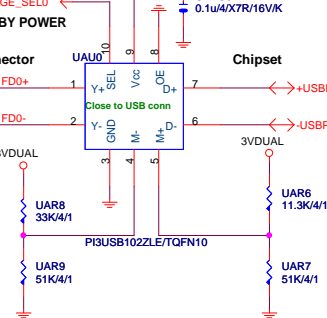 GE_SEL0
0.1u/4/X7R/16V/K
BY POWER
nector
UAU0
Chipset
10
9
8
SEL
Vcc
OE
FD0+
1
Y+
D+
7
+USBF
Close to USB conn
FD0-
2
Y-
D-
6
-USBF
GND
M-
M+
3
4
5
3VDUAL
3VDUAL
UAR8
33K/4/1
UAR6
11.3K/4/1
PI3USB102ZLE/TQFN10
UAR9
51K/4/1
UAR7
51K/4/1